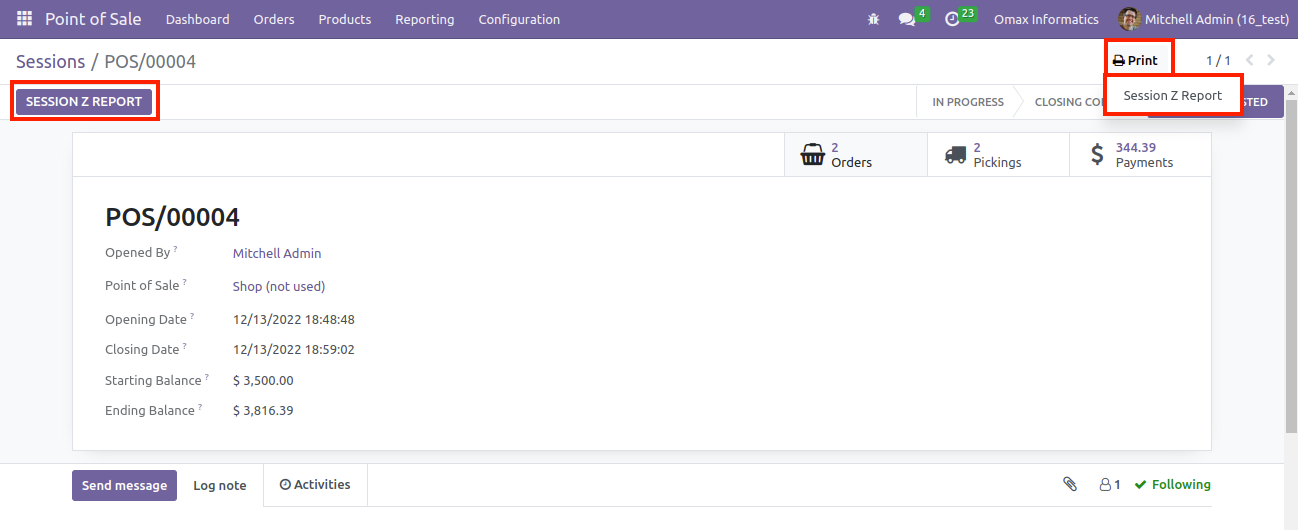 Point of Sale Dashboard Orders Products Reporting Configuration 4 23 Omax Informatics Mitchell Admin (16_test)
Sessions / POS/00004 Print 1 / 1
SESSION Z REPORT IN PROGRESS CLOSING CO Session Z Report STED
2 Orders
2 Pickings
$ 344.39 Payments
POS/00004
Opened By ? Mitchell Admin
Point of Sale ? Shop (not used)
Opening Date ? 12/13/2022 18:48:48
Closing Date ? 12/13/2022 18:59:02
Starting Balance ? $ 3,500.00
Ending Balance ? $ 3,816.39
Send message Log note Activities 1 Following